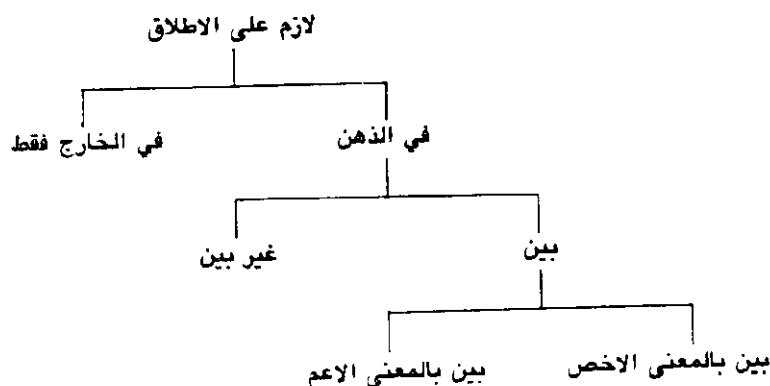 لازم على الاطلاق
في الذهن
في الخارج فقط
بين
غير بين
بين بالمعنى الاخص
بين بالمعنى الاعم